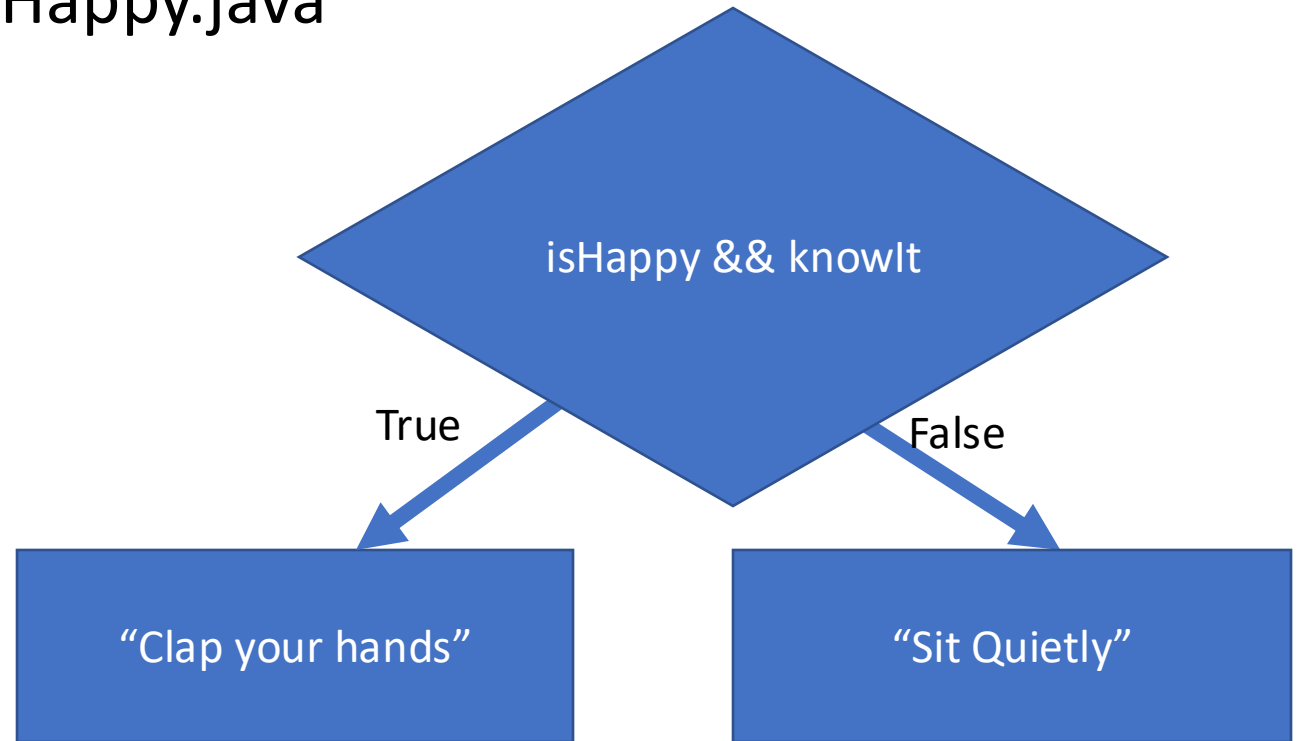 Happy.java
isHappy && knowIt
True
False
“Clap your hands”
“Sit Quietly”